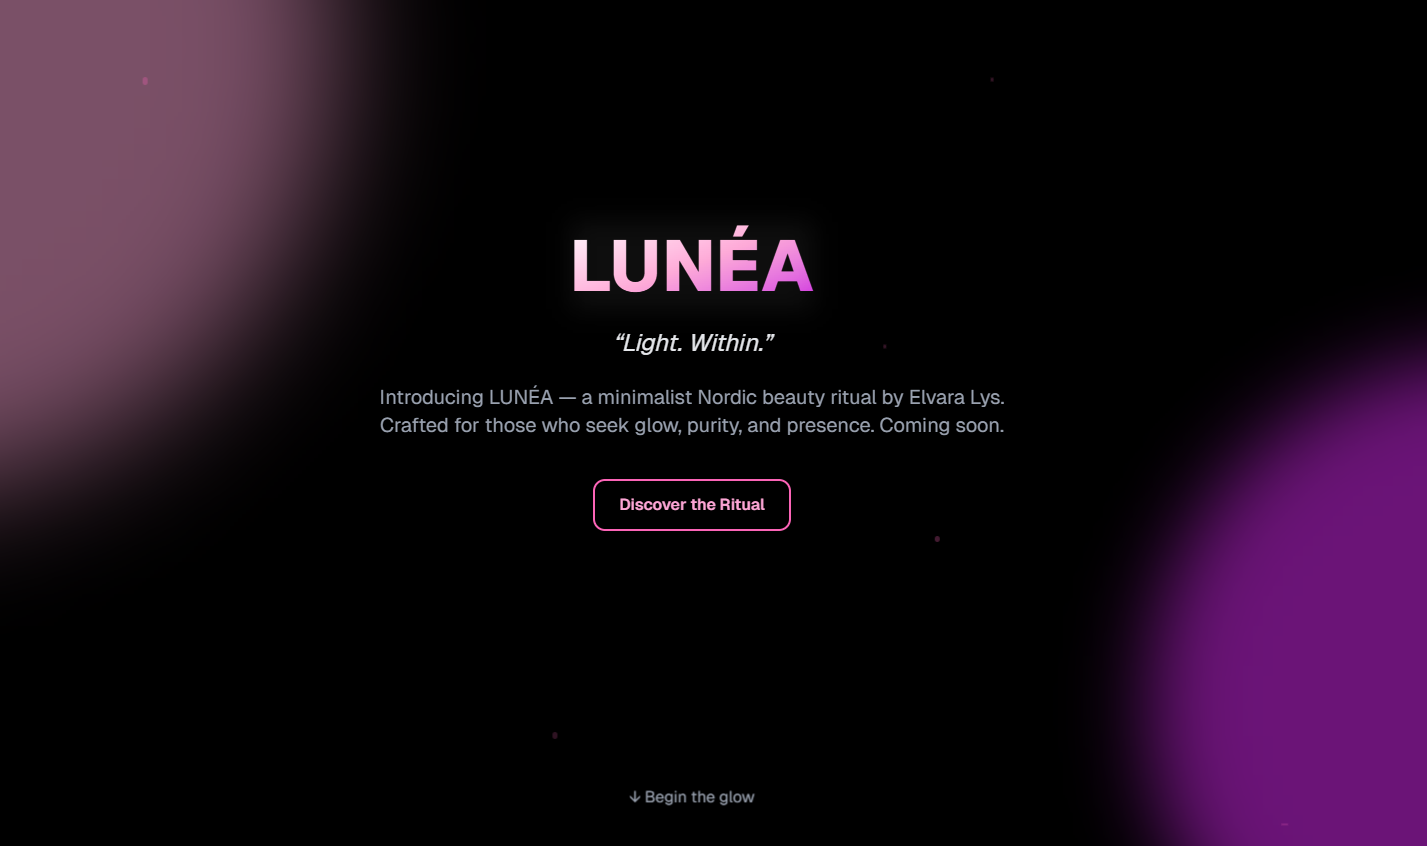 LUNÉA
“Light. Within.”
Introducing LUNÉA — a minimalist Nordic beauty ritual by Elvara Lys.
Crafted for those who seek glow, purity, and presence. Coming soon.
Discover the Ritual
↓ Begin the glow